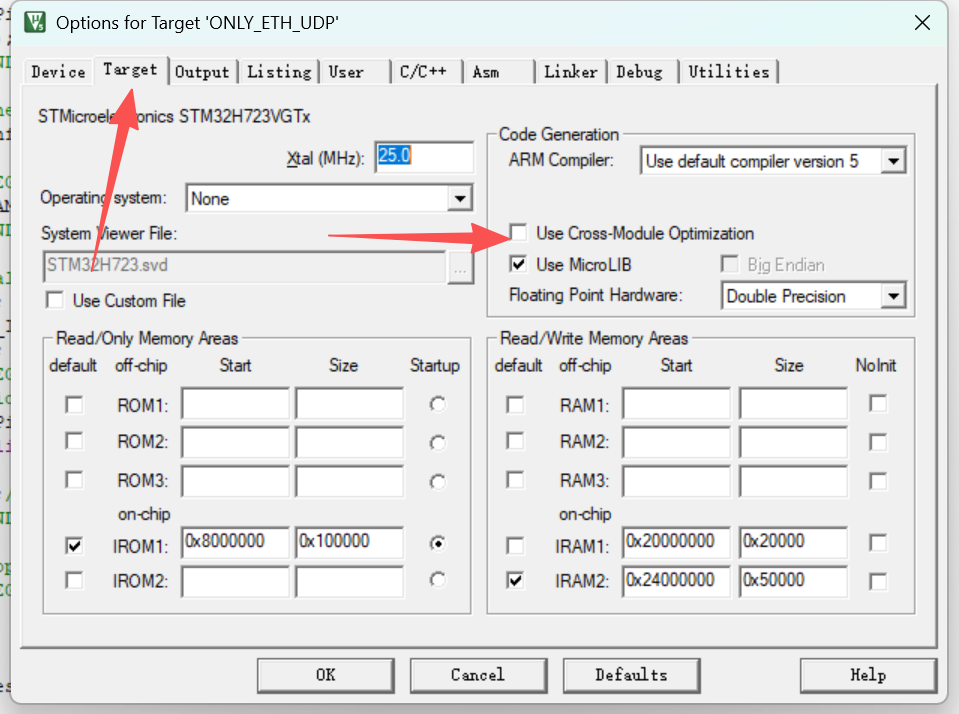 Options for Target 'ONLY_ETH_UDP'
Device Target Output Listing User C/C++ Asm Linker Debug Utilities
STMicroelectronics STM32H723VGTx
Xtal (MHz): 25.0
Operating system: None
System Viewer File:
STM32H723.svd
...
Use Custom File
Code Generation
ARM Compiler: Use default compiler version 5
Use Cross-Module Optimization
Use MicroLIB Big Endian
Floating Point Hardware: Double Precision
Read/Only Memory Areas
default off-chip Start Size Startup
ROM1:
ROM2:
ROM3:
on-chip
IROM1: 0x8000000 0x100000
IROM2:
Read/Write Memory Areas
default off-chip Start Size NoInit
RAM1:
RAM2:
RAM3:
on-chip
IRAM1: 0x20000000 0x20000
IRAM2: 0x24000000 0x50000
OK Cancel Defaults Help